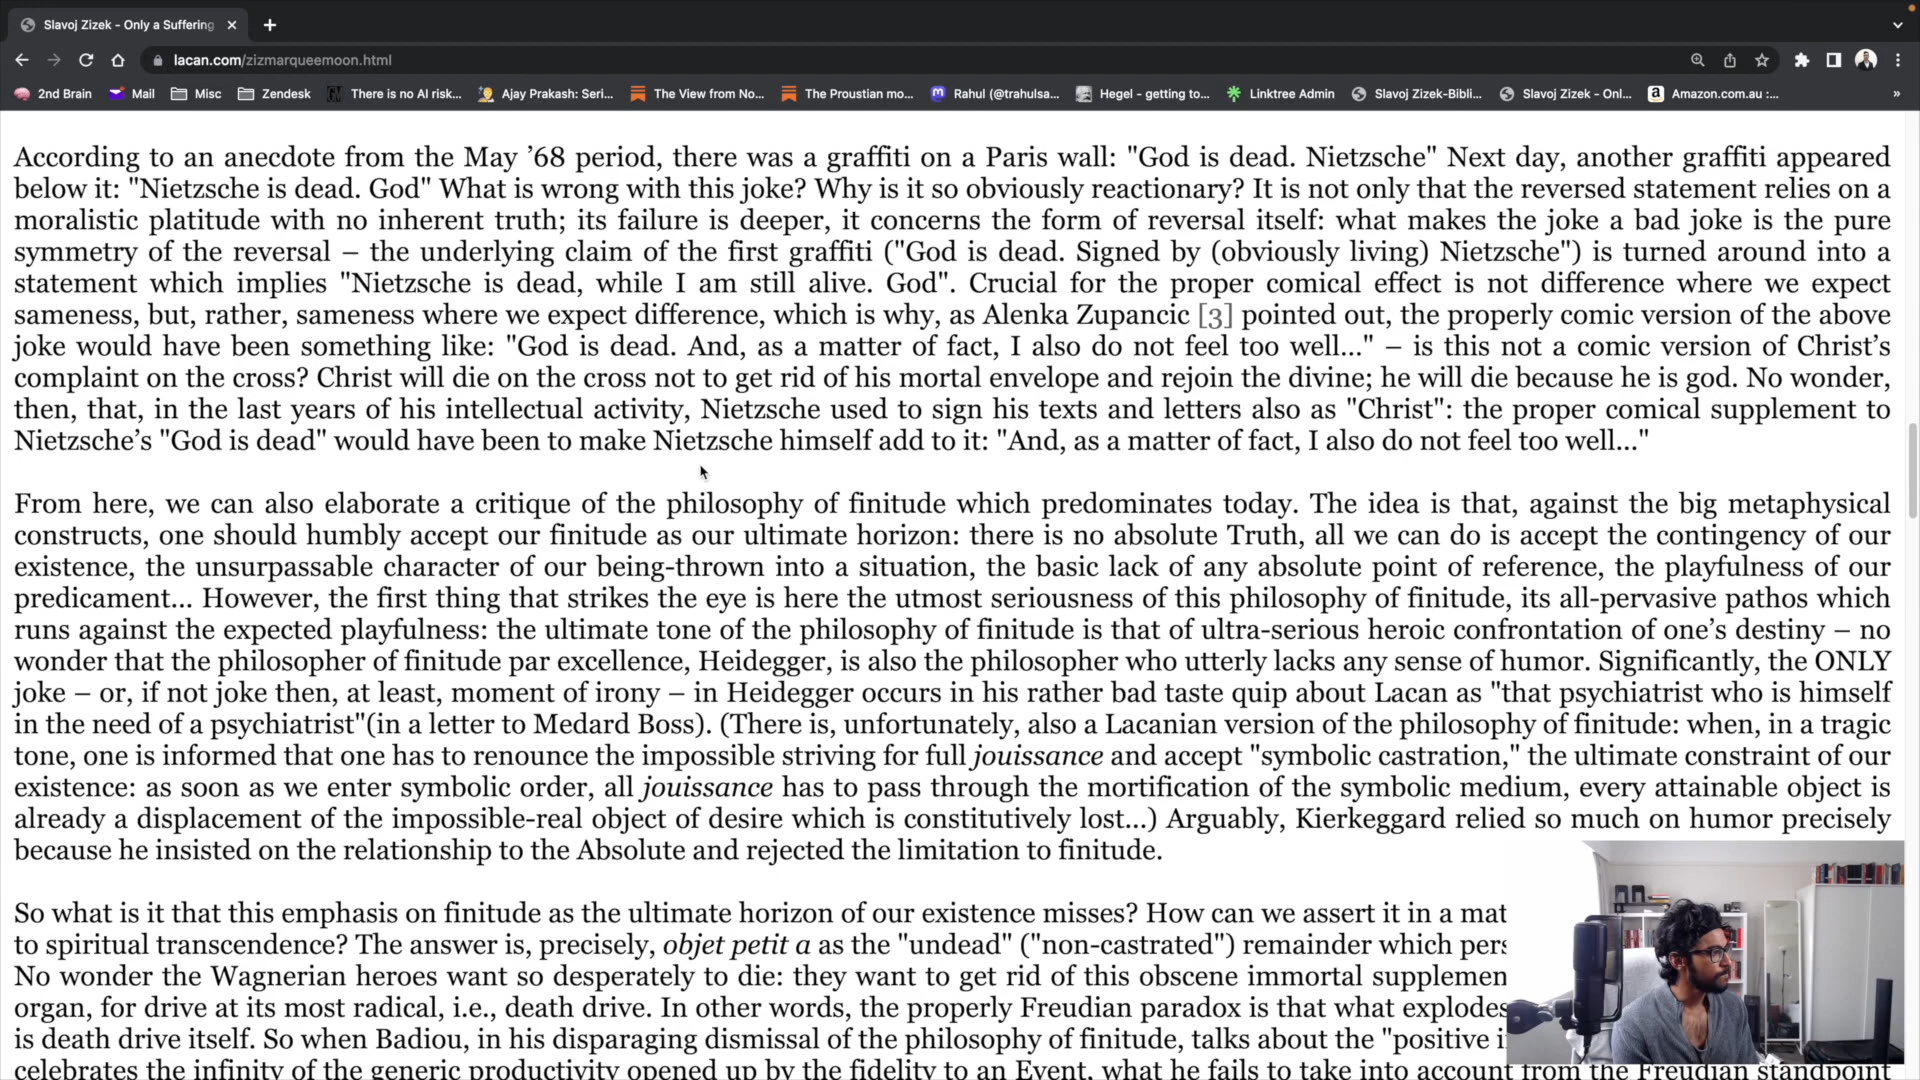 Slavoj Zizek - Only a Suffering
lacan.com/zizmarqueemoon.html
2nd Brain Mail Misc Zendesk There is no AI risk... Ajay Prakash: Seri... The View from No... The Proustian mo... Rahul (@trahulsa... Hegel - getting to... Linktree Admin Slavoj Zizek-Bibli... Slavoj Zizek - Onl... Amazon.com.au :... »
According to an anecdote from the May ’68 period, there was a graffiti on a Paris wall: "God is dead. Nietzsche" Next day, another graffiti appeared
below it: "Nietzsche is dead. God" What is wrong with this joke? Why is it so obviously reactionary? It is not only that the reversed statement relies on a
moralistic platitude with no inherent truth; its failure is deeper, it concerns the form of reversal itself: what makes the joke a bad joke is the pure
symmetry of the reversal – the underlying claim of the first graffiti ("God is dead. Signed by (obviously living) Nietzsche") is turned around into a
statement which implies "Nietzsche is dead, while I am still alive. God". Crucial for the proper comical effect is not difference where we expect
sameness, but, rather, sameness where we expect difference, which is why, as Alenka Zupancic [3] pointed out, the properly comic version of the above
joke would have been something like: "God is dead. And, as a matter of fact, I also do not feel too well..." – is this not a comic version of Christ’s
complaint on the cross? Christ will die on the cross not to get rid of his mortal envelope and rejoin the divine; he will die because he is god. No wonder,
then, that, in the last years of his intellectual activity, Nietzsche used to sign his texts and letters also as "Christ": the proper comical supplement to
Nietzsche’s "God is dead" would have been to make Nietzsche himself add to it: "And, as a matter of fact, I also do not feel too well..."
From here, we can also elaborate a critique of the philosophy of finitude which predominates today. The idea is that, against the big metaphysical
constructs, one should humbly accept our finitude as our ultimate horizon: there is no absolute Truth, all we can do is accept the contingency of our
existence, the unsurpassable character of our being-thrown into a situation, the basic lack of any absolute point of reference, the playfulness of our
predicament... However, the first thing that strikes the eye is here the utmost seriousness of this philosophy of finitude, its all-pervasive pathos which
runs against the expected playfulness: the ultimate tone of the philosophy of finitude is that of ultra-serious heroic confrontation of one’s destiny – no
wonder that the philosopher of finitude par excellence, Heidegger, is also the philosopher who utterly lacks any sense of humor. Significantly, the ONLY
joke – or, if not joke then, at least, moment of irony – in Heidegger occurs in his rather bad taste quip about Lacan as "that psychiatrist who is himself
in the need of a psychiatrist"(in a letter to Medard Boss). (There is, unfortunately, also a Lacanian version of the philosophy of finitude: when, in a tragic
tone, one is informed that one has to renounce the impossible striving for full jouissance and accept "symbolic castration," the ultimate constraint of our
existence: as soon as we enter symbolic order, all jouissance has to pass through the mortification of the symbolic medium, every attainable object is
already a displacement of the impossible-real object of desire which is constitutively lost...) Arguably, Kierkeggard relied so much on humor precisely
because he insisted on the relationship to the Absolute and rejected the limitation to finitude.
So what is it that this emphasis on finitude as the ultimate horizon of our existence misses? How can we assert it in a mat
to spiritual transcendence? The answer is, precisely, objet petit a as the "undead" ("non-castrated") remainder which pers
No wonder the Wagnerian heroes want so desperately to die: they want to get rid of this obscene immortal supplemen
organ, for drive at its most radical, i.e., death drive. In other words, the properly Freudian paradox is that what explodes
is death drive itself. So when Badiou, in his disparaging dismissal of the philosophy of finitude, talks about the "positive i
celebrates the infinity of the generic productivity opened up by the fidelity to an Event, what he fails to take into account from the Freudian standpoint